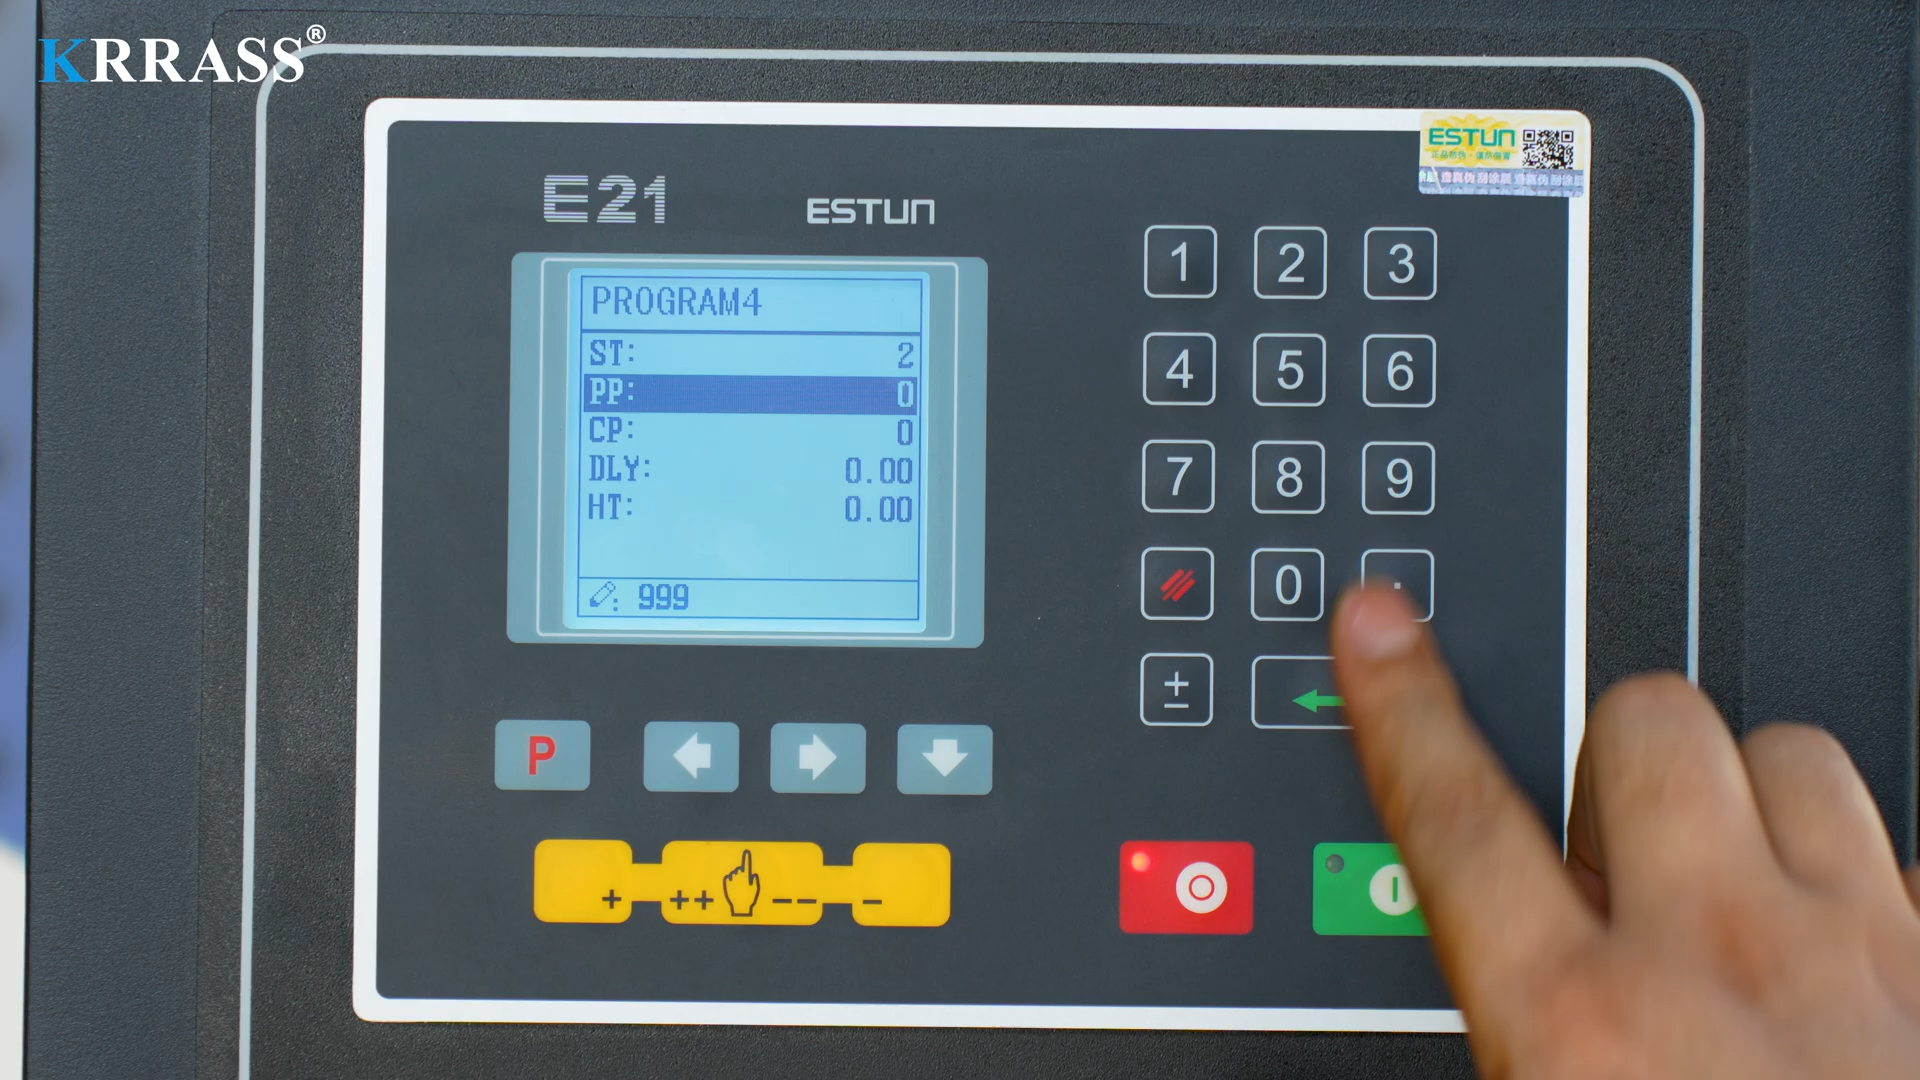 KRRASS®
ESTUN
E21
ESTUN
PROGRAM4
ST: 2
PP: 0
CP: 0
DLY: 0.00
HT: 0.00
: 999
1 2 3
4 5 6
7 8 9
0 .
±
P
+ ++ -- -